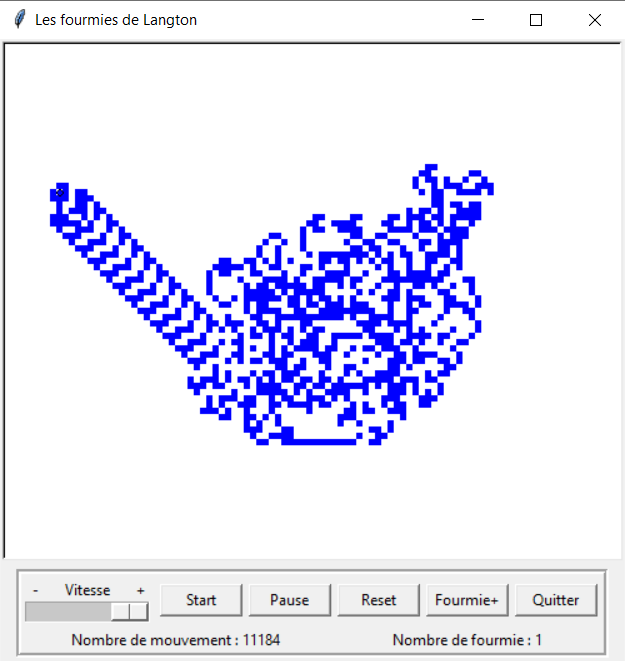 Les fourmies de Langton
- Vitesse +
Start Pause Reset Fourmie+ Quitter
Nombre de mouvement : 11184 Nombre de fourmie : 1